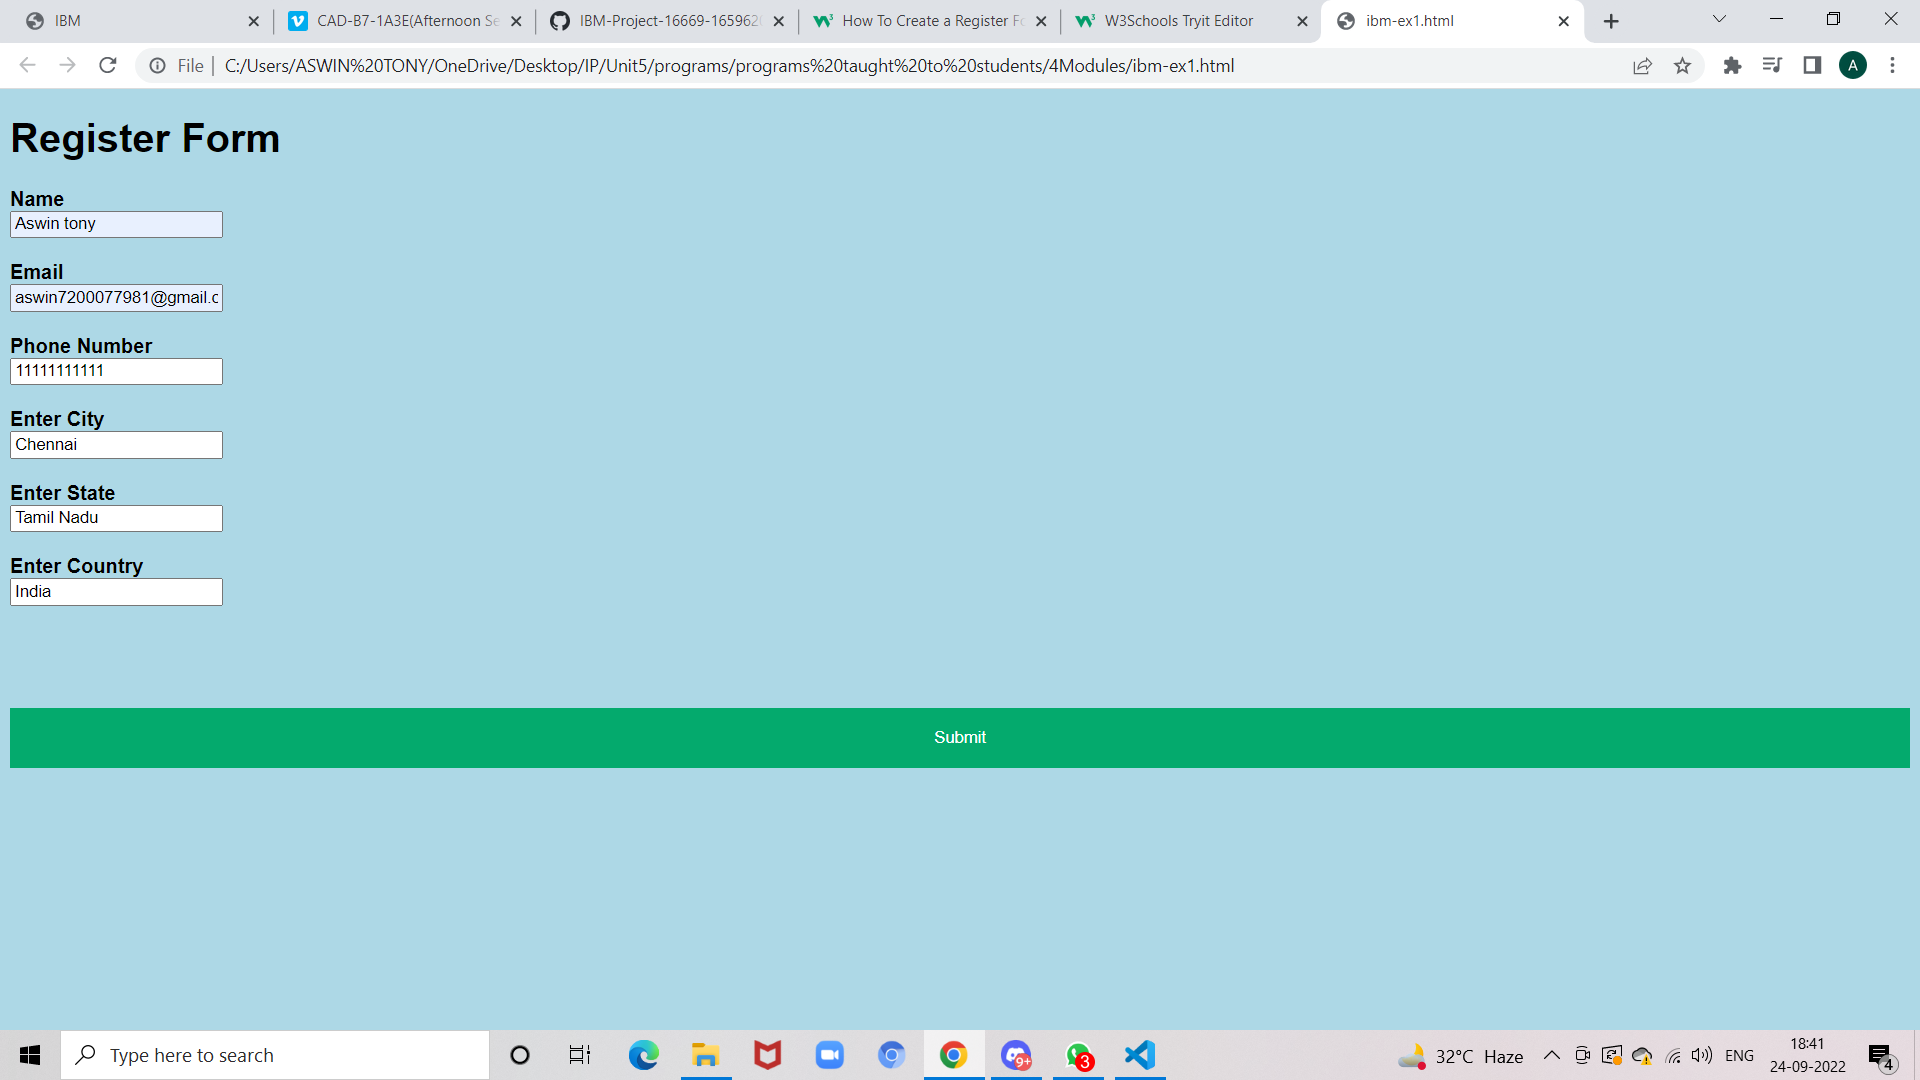 IBM
CAD-B7-1A3E(Afternoon Se
IBM-Project-16669-165962
How To Create a Register Fo
W3Schools Tryit Editor
ibm-ex1.html
File
C:/Users/ASWIN%20TONY/OneDrive/Desktop/IP/Unit5/programs/programs%20taught%20to%20students/4Modules/ibm-ex1.html
A
Register Form
Name
Aswin tony
Email
aswin7200077981@gmail.c
Phone Number
11111111111
Enter City
Chennai
Enter State
Tamil Nadu
Enter Country
India
Submit
Type here to search
9+
3
32°C Haze
ENG
18:41
24-09-2022
4